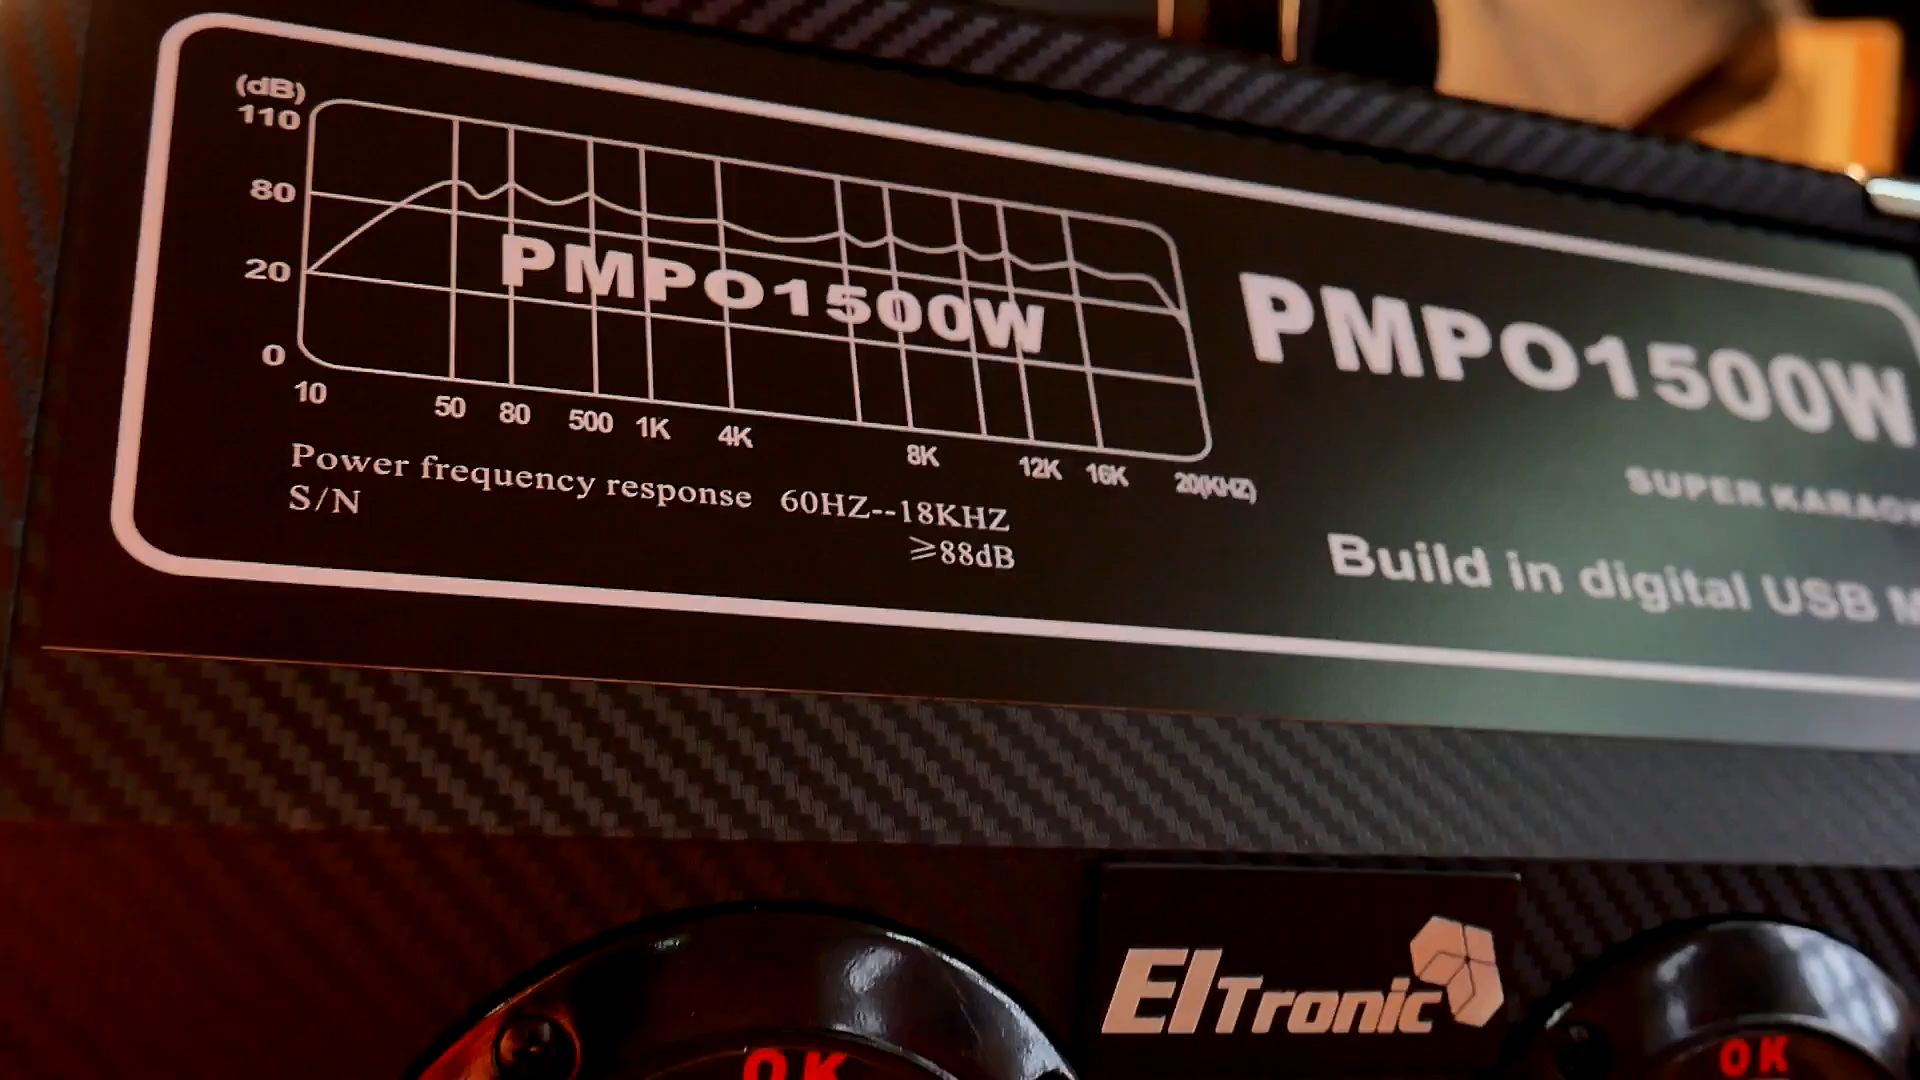 (dB)
110
80
20
0
10 50 80 500 1K 4K 8K 12K 16K 20(KHZ)
PMPO1500W
Power frequency response 60HZ--18KHZ
S/N ≥88dB
PMPO1500W
SUPER
Build in digital USB
ElTronic
OK
OK